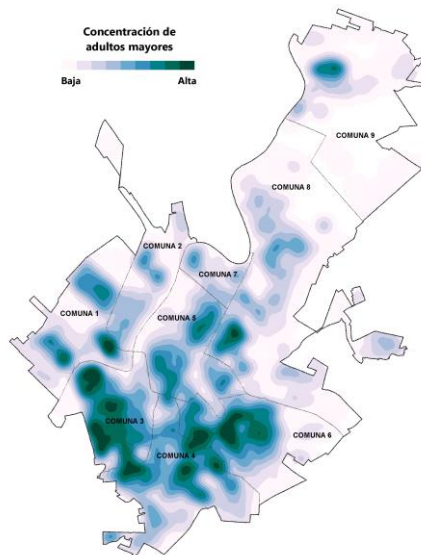 Concentración de
adultos mayores
Baja
Alta
COMUNA 9
COMUNA 8
COMUNA 2
COMUNA 7
COMUNA 1
COMUNA 5
COMUNA 3
COMUNA 6
COMUNA 4